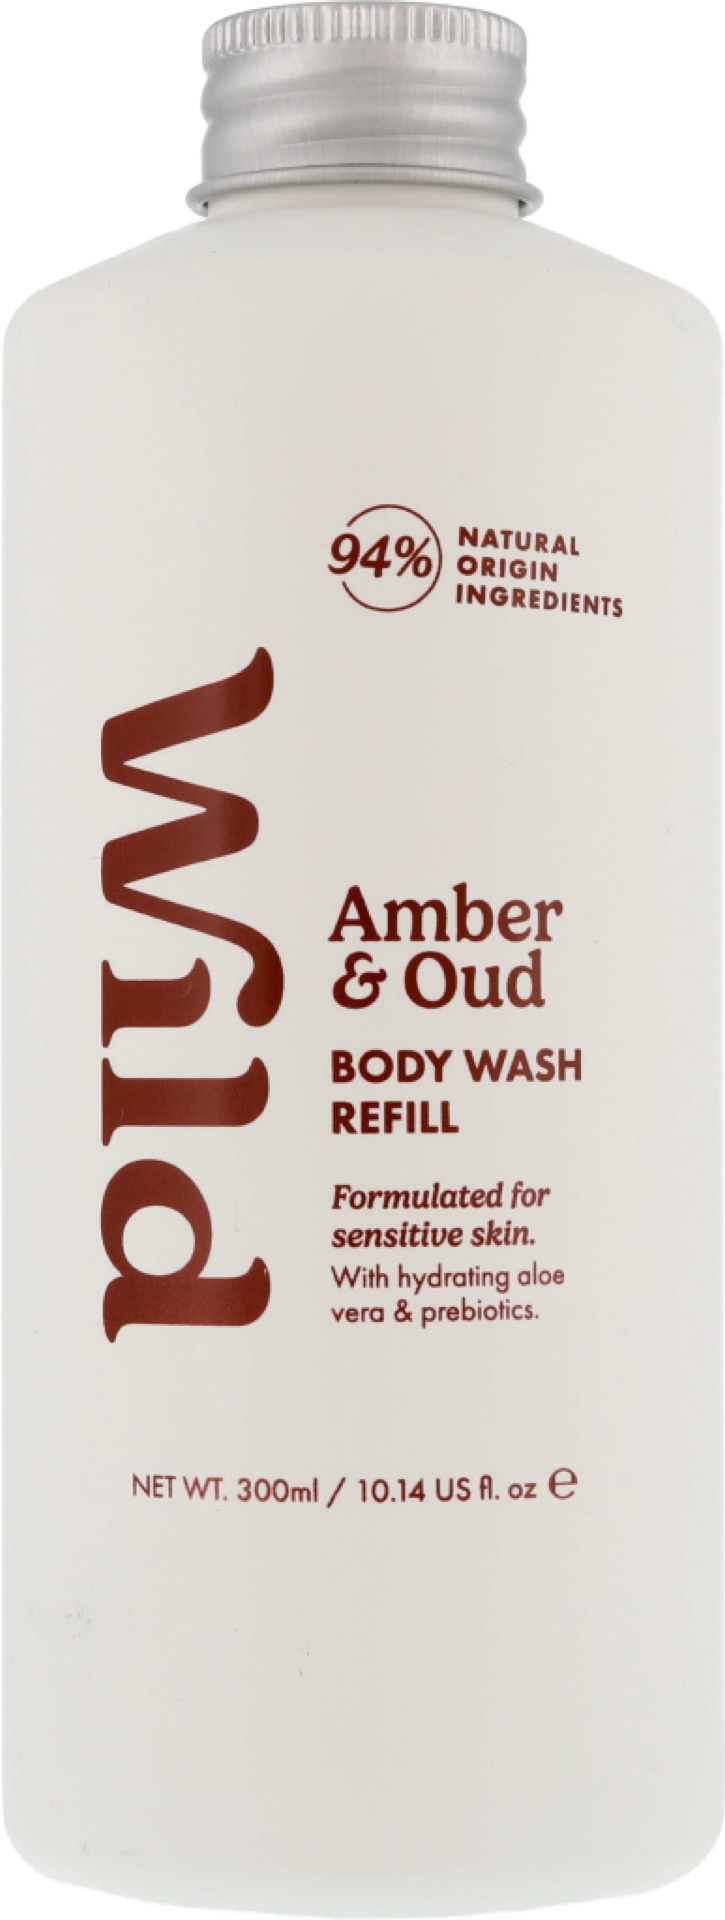 94%
NATURAL
ORIGIN
INGREDIENTS
Wild
Amber
& Oud
BODY WASH
REFILL
Formulated for
sensitive skin.
With hydrating aloe
vera & prebiotics.
NET WT. 300ml / 10.14 US fl. oz ℮